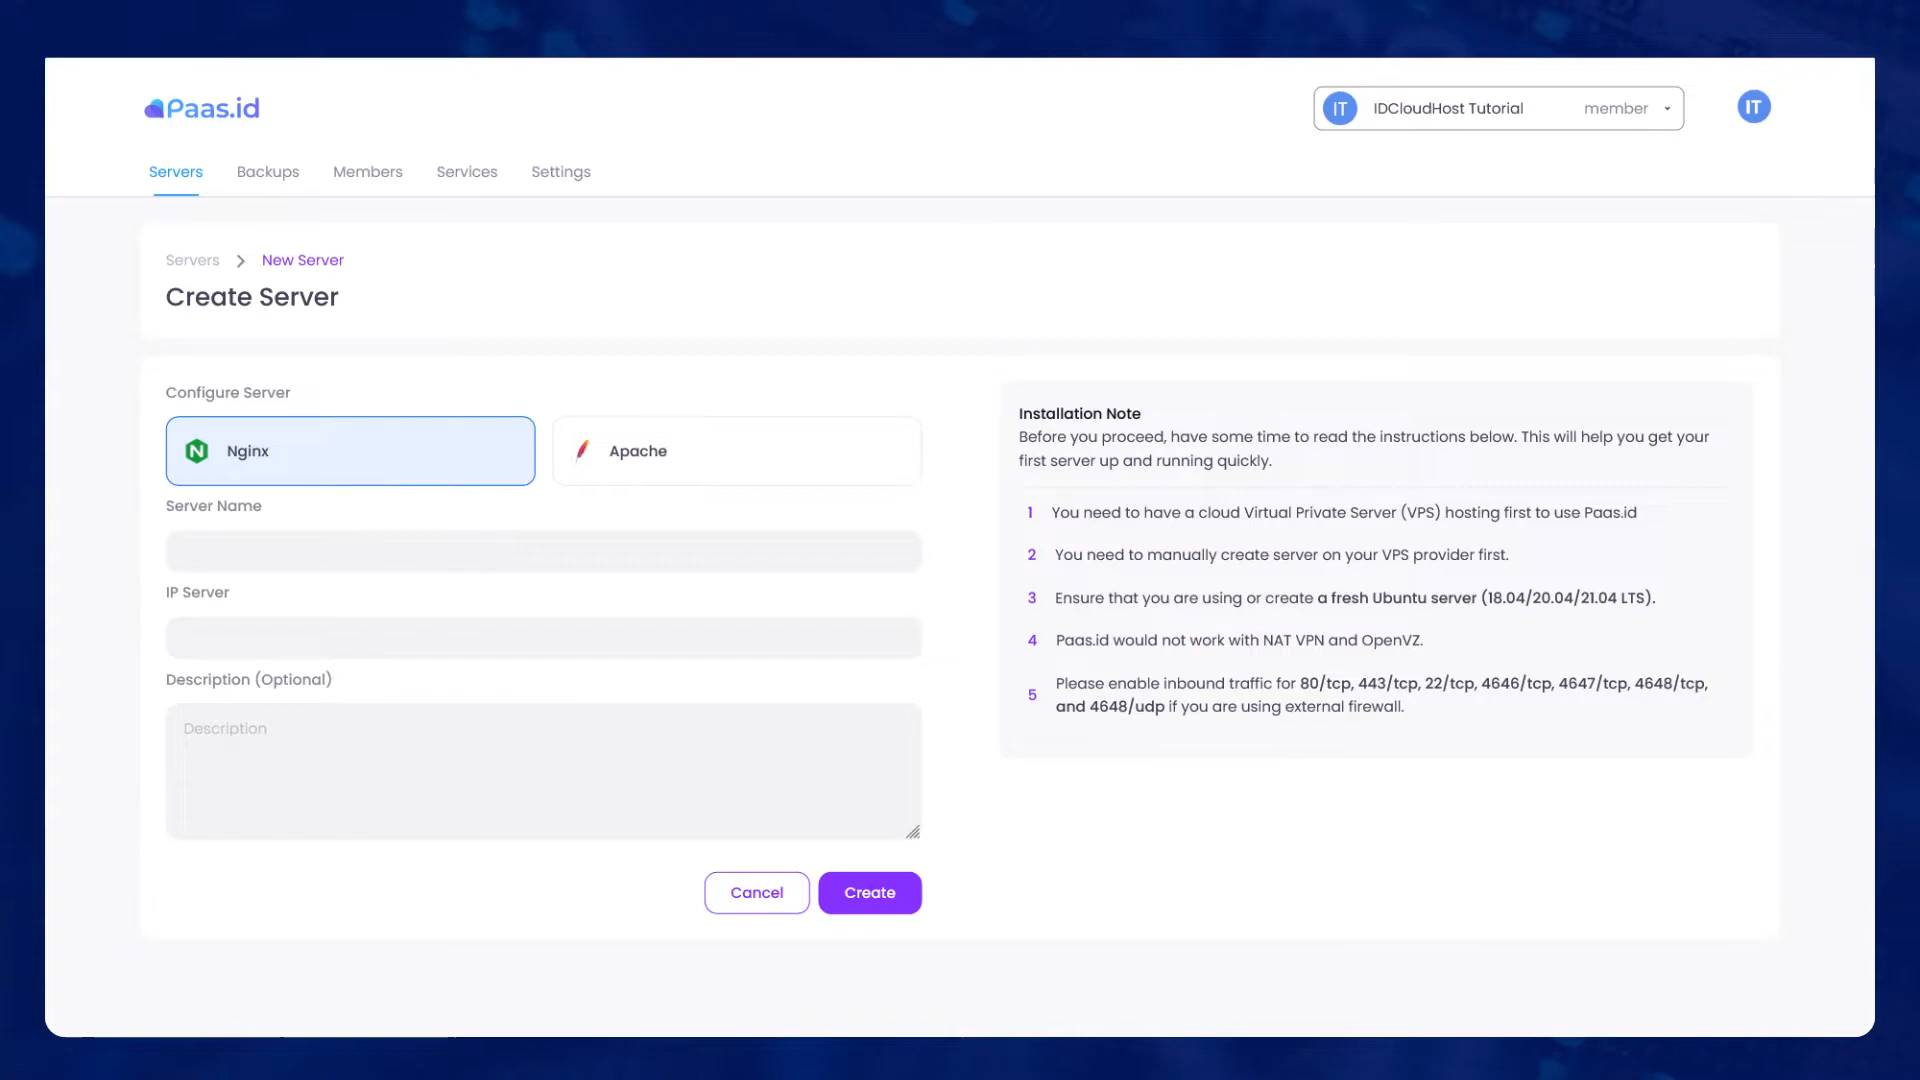 Paas.id
IT IDCloudHost Tutorial member
IT
Servers Backups Members Services Settings
Servers New Server
Create Server
Configure Server
Nginx
Apache
Server Name
IP Server
Description (Optional)
Description
Cancel
Create
Installation Note
Before you proceed, have some time to read the instructions below. This will help you get your
first server up and running quickly.
1 You need to have a cloud Virtual Private Server (VPS) hosting first to use Paas.id
2 You need to manually create server on your VPS provider first.
3 Ensure that you are using or create a fresh Ubuntu server (18.04/20.04/21.04 LTS).
4 Paas.id would not work with NAT VPN and OpenVZ.
5 Please enable inbound traffic for 80/tcp, 443/tcp, 22/tcp, 4646/tcp, 4647/tcp, 4648/tcp,
and 4648/udp if you are using external firewall.